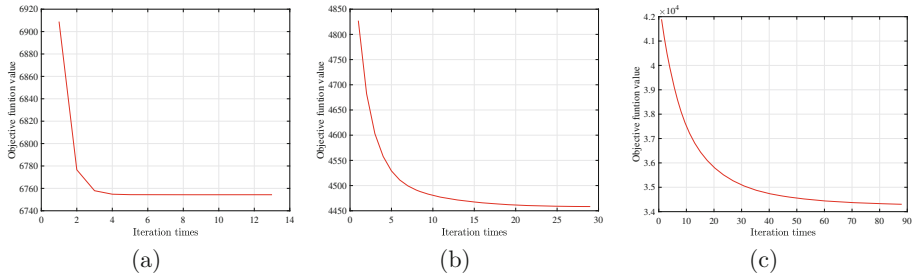 6920
6900
6880
6860
6840
6820
6800
6780
6760
6740
0 2 4 6 8 10 12 14
Objective funtion value
Iteration times
(a)
4850
4800
4750
4700
4650
4600
4550
4500
4450
0 5 10 15 20 25 30
Objective funtion value
Iteration times
(b)
×10⁴
4.2
4.1
4
3.9
3.8
3.7
3.6
3.5
3.4
0 10 20 30 40 50 60 70 80 90
Objective funtion value
Iteration times
(c)